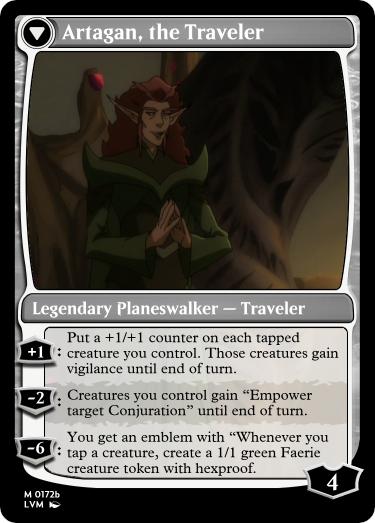 Artagan, the Traveler
Legendary Planeswalker — Traveler
+1: Put a +1/+1 counter on each tapped
creature you control. Those creatures gain
vigilance until end of turn.
-2: Creatures you control gain “Empower
target Conjuration” until end of turn.
-6: You get an emblem with “Whenever you
tap a creature, create a 1/1 green Faerie
creature token with hexproof.
4
M 0172b
LVM